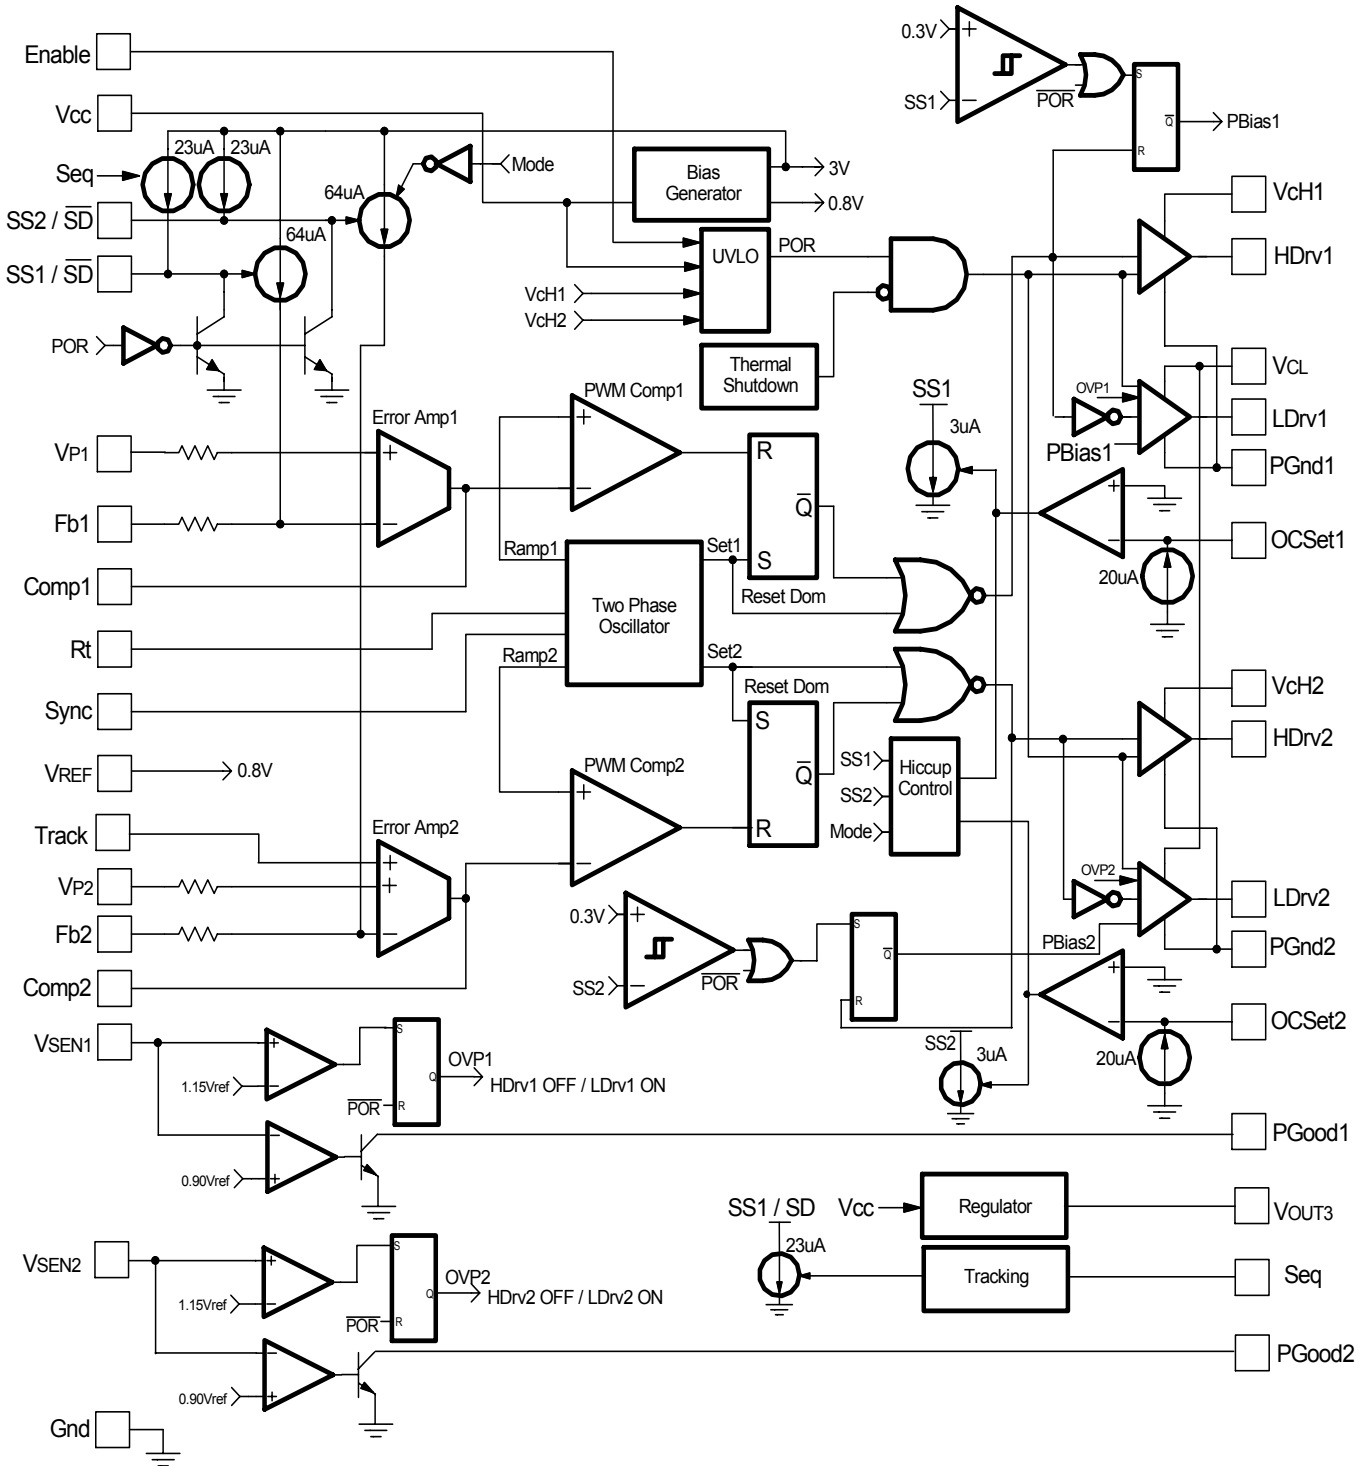 Enable
Vcc
Seq
SS2 / SD
SS1 / SD
POR
23uA
23uA
64uA
64uA
Mode
Bias
Generator
3V
0.8V
UVLO
POR
VcH1
VcH2
Thermal
Shutdown
0.3V
SS1
POR
S
R
Q
PBias1
VcH1
HDrv1
VCL
OVP1
LDrv1
PBias1
PGnd1
OCSet1
20uA
SS1
3uA
VP1
Fb1
Comp1
Rt
Sync
VREF
0.8V
Error Amp1
PWM Comp1
R
Q
S
Reset Dom
Ramp1
Set1
Two Phase
Oscillator
Ramp2
Set2
Reset Dom
S
Q
R
PWM Comp2
Error Amp2
Track
VP2
Fb2
Comp2
SS1
SS2
Mode
Hiccup
Control
VcH2
HDrv2
OVP2
LDrv2
PBias2
PGnd2
OCSet2
20uA
0.3V
SS2
POR
S
R
Q
SS2
3uA
VSEN1
1.15Vref
0.90Vref
POR
S
R
Q
OVP1
HDrv1 OFF / LDrv1 ON
PGood1
VSEN2
1.15Vref
0.90Vref
POR
S
R
Q
OVP2
HDrv2 OFF / LDrv2 ON
SS1 / SD
23uA
Vcc
Regulator
VOUT3
Tracking
Seq
PGood2
Gnd